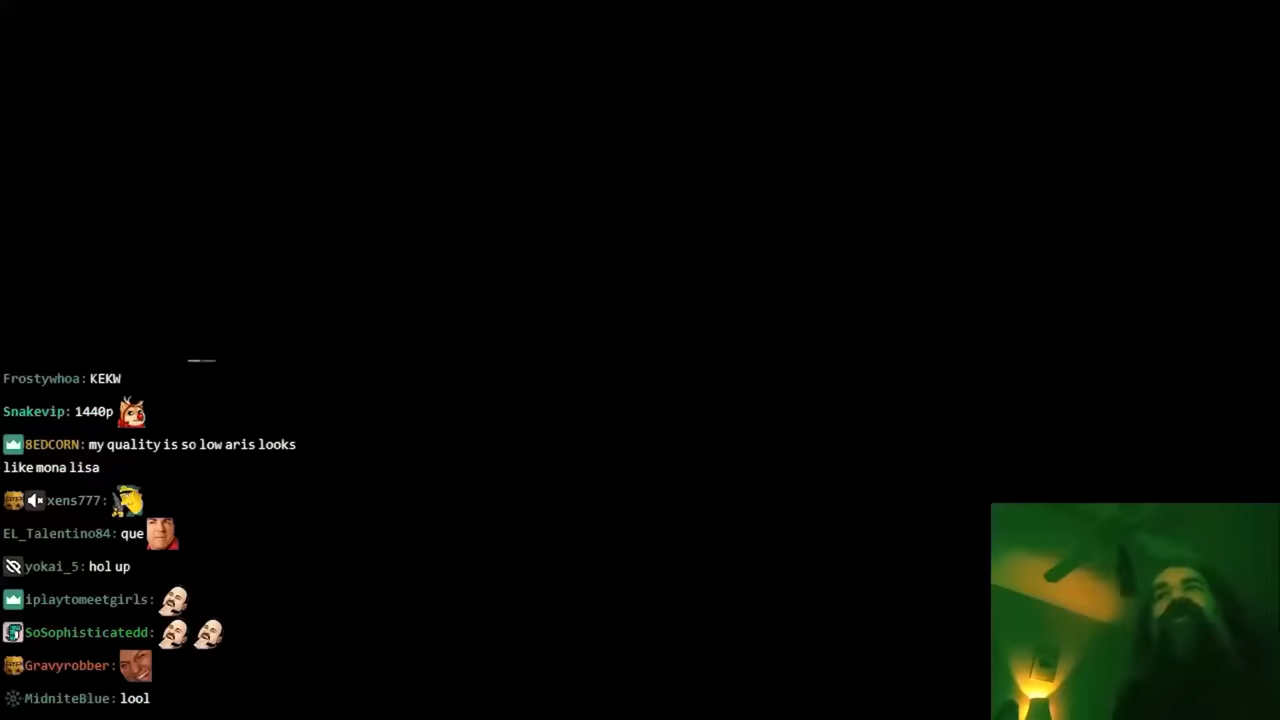 Frostywhoa: KEKW
Snakevip: 1440p
8EDCORN: my quality is so low aris looks
like mona lisa
xens777:
EL_Talentino84: que
yokai_5: hol up
iplaytomeetgirls:
SoSophisticatedd:
Gravyrobber:
MidniteBlue: lool